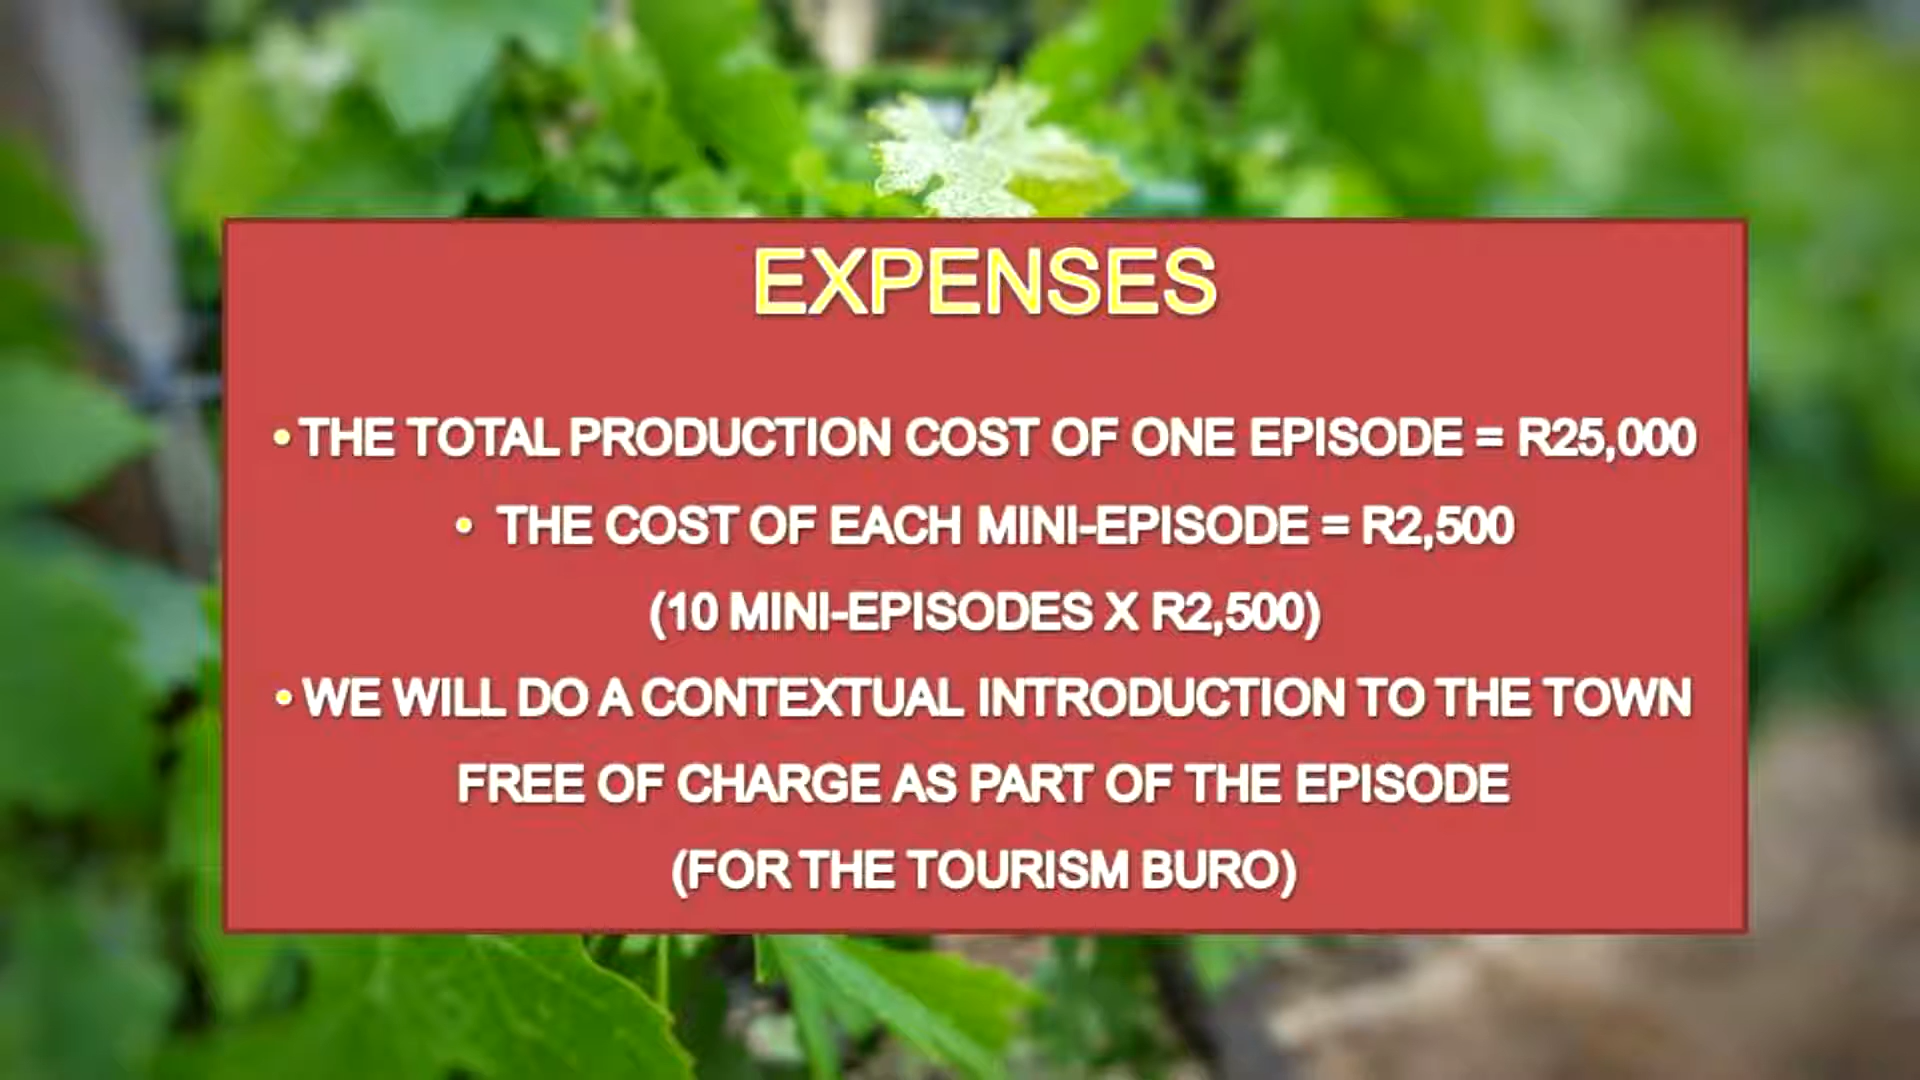 EXPENSES
• THE TOTAL PRODUCTION COST OF ONE EPISODE = R25,000
• THE COST OF EACH MINI-EPISODE = R2,500
(10 MINI-EPISODES X R2,500)
• WE WILL DO A CONTEXTUAL INTRODUCTION TO THE TOWN
FREE OF CHARGE AS PART OF THE EPISODE
(FOR THE TOURISM BURO)